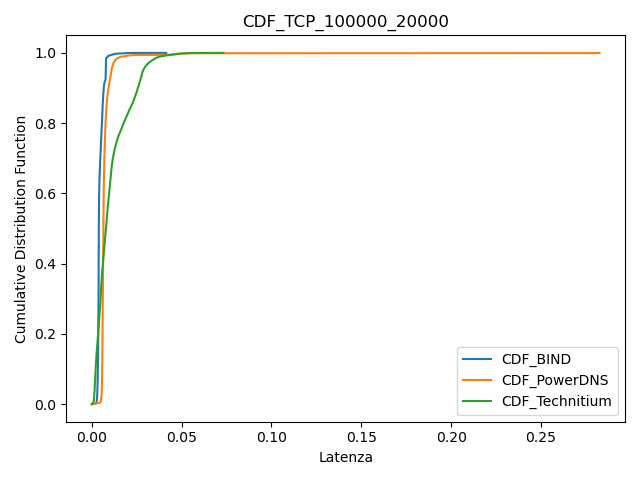 CDF_TCP_100000_20000
Cumulative Distribution Function
1.0
0.8
0.6
0.4
0.2
0.0
CDF_BIND
CDF_PowerDNS
CDF_Technitium
0.00 0.05 0.10 0.15 0.20 0.25
Latenza